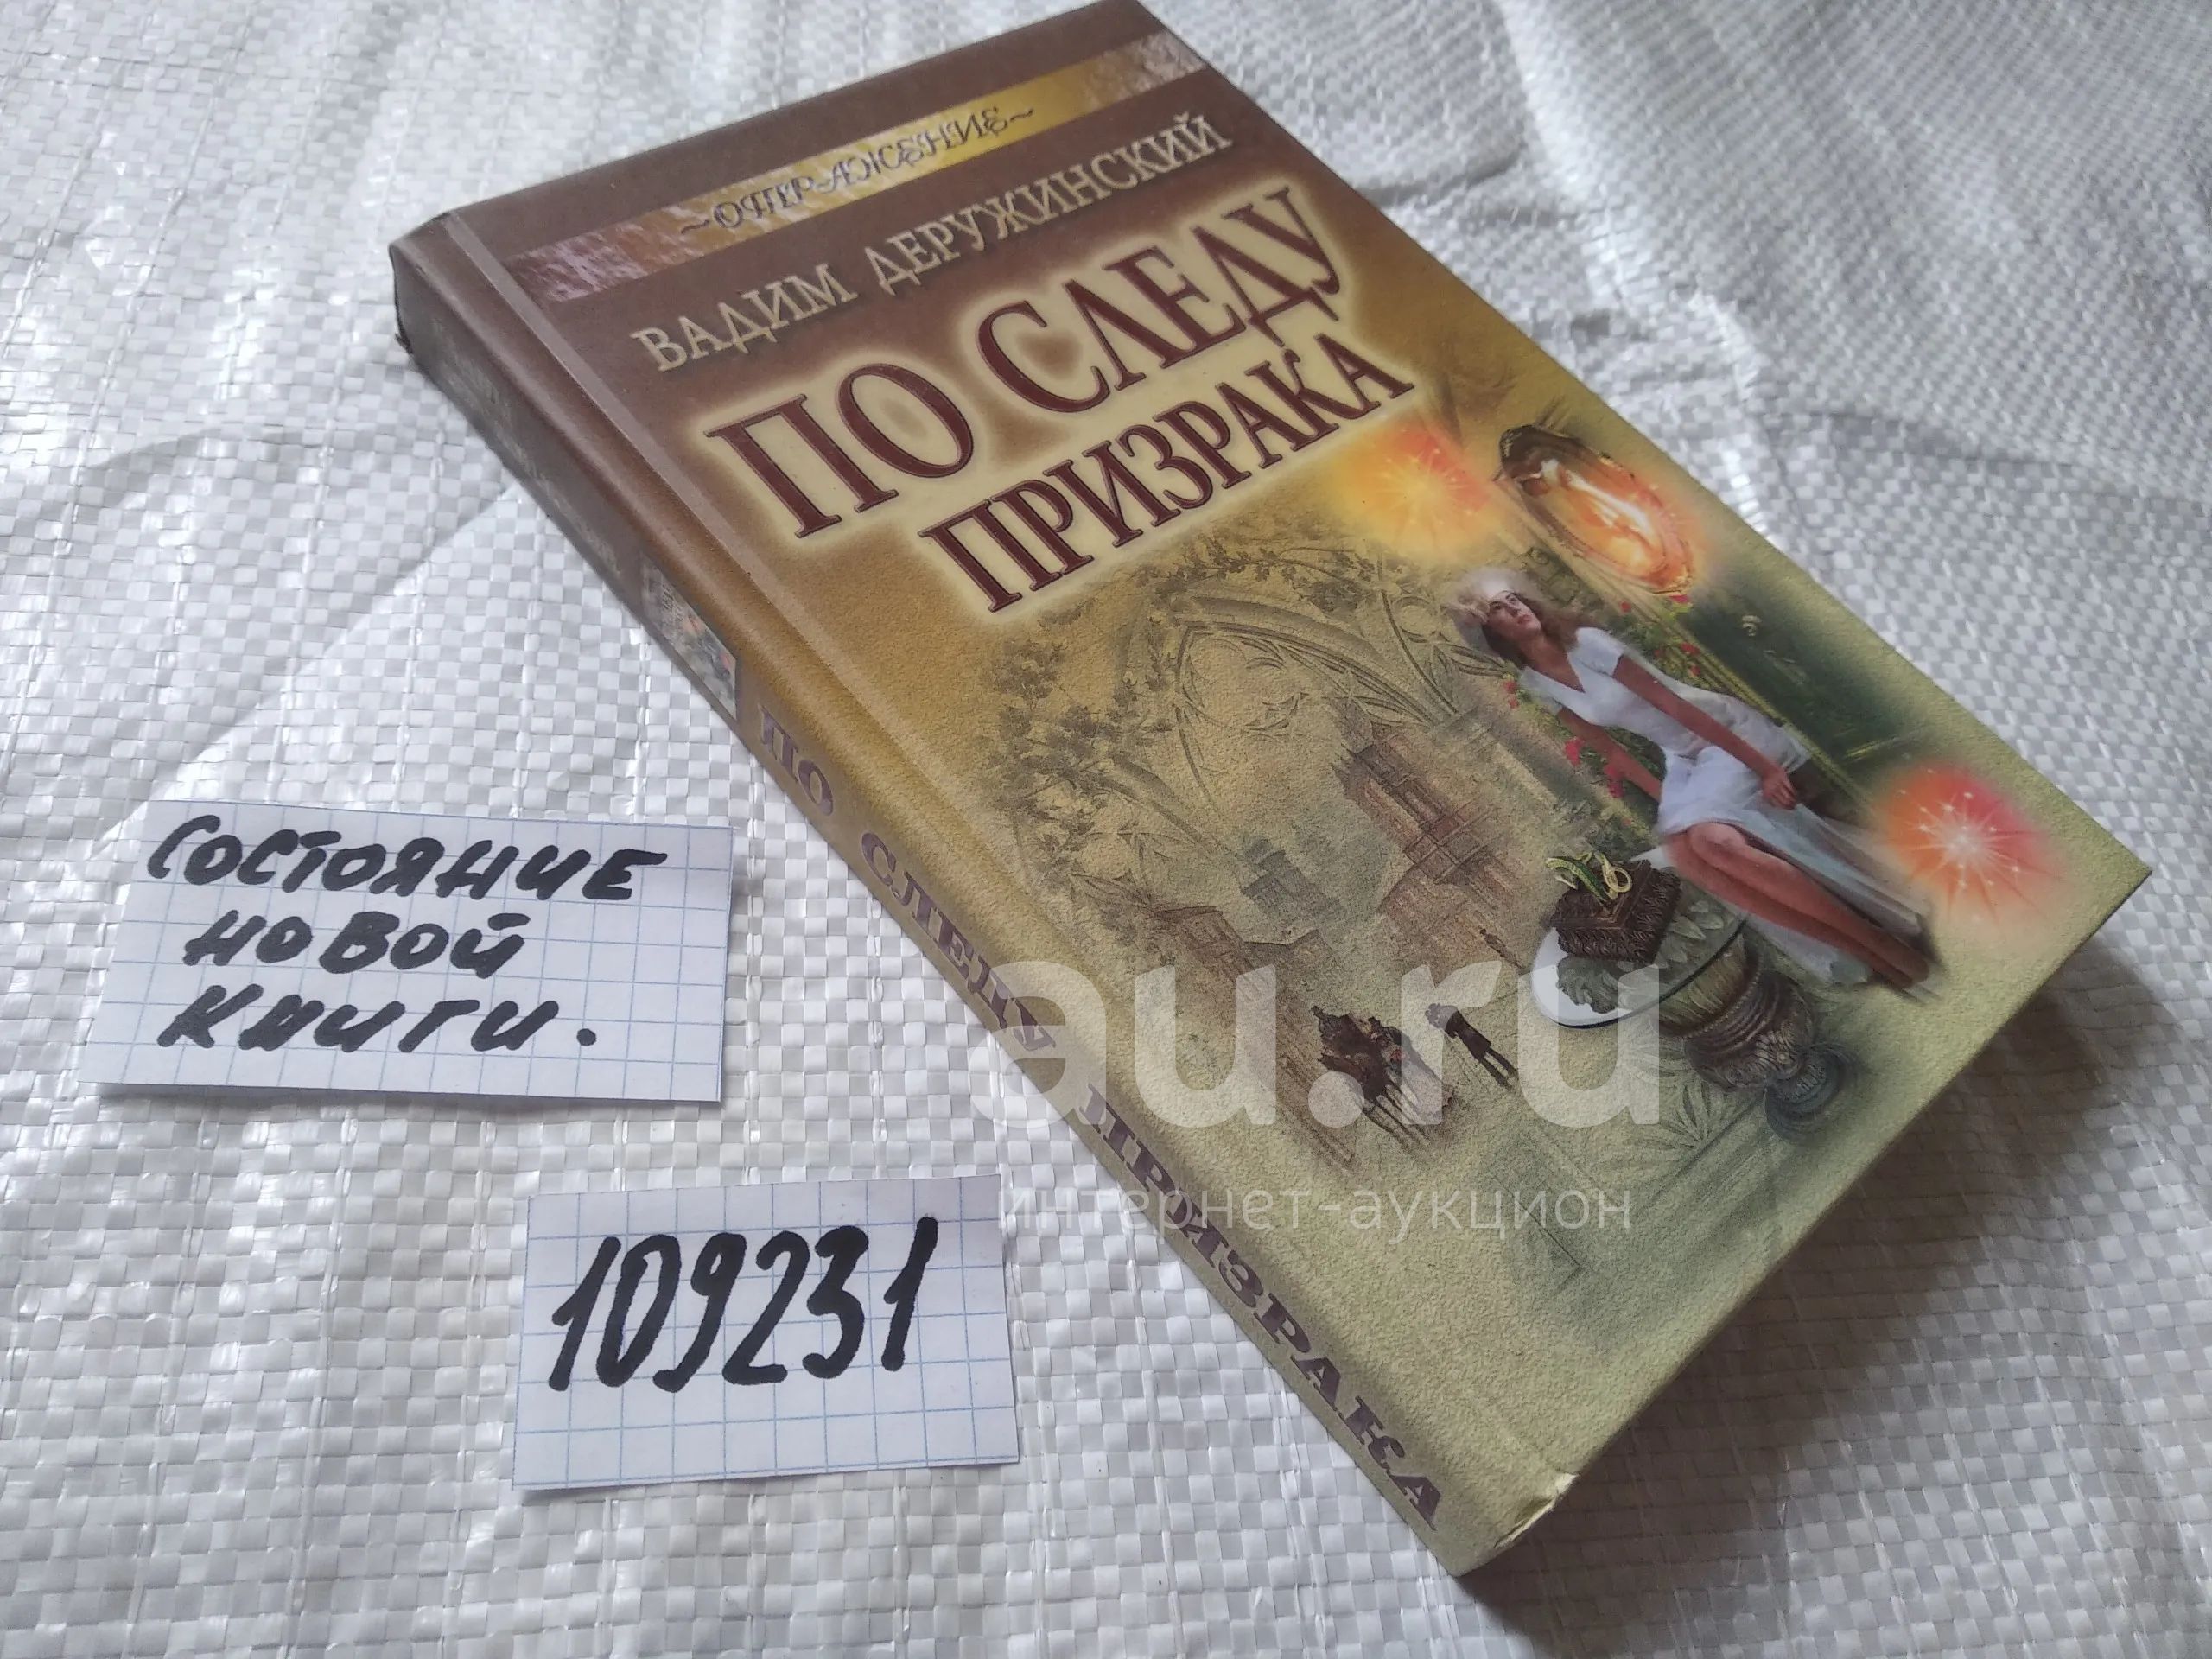 ~ОТРАЖЕНИЕ~
ВАДИМ ДЕРУЖИНСКИЙ
ПО СЛЕДУ
ПРИЗРАКА
ПО СЛЕДУ ПРИЗРАКА
СОСТОЯНИЕ
НОВОЙ
КНИГИ.
109231
au.ru
интернет-аукцион